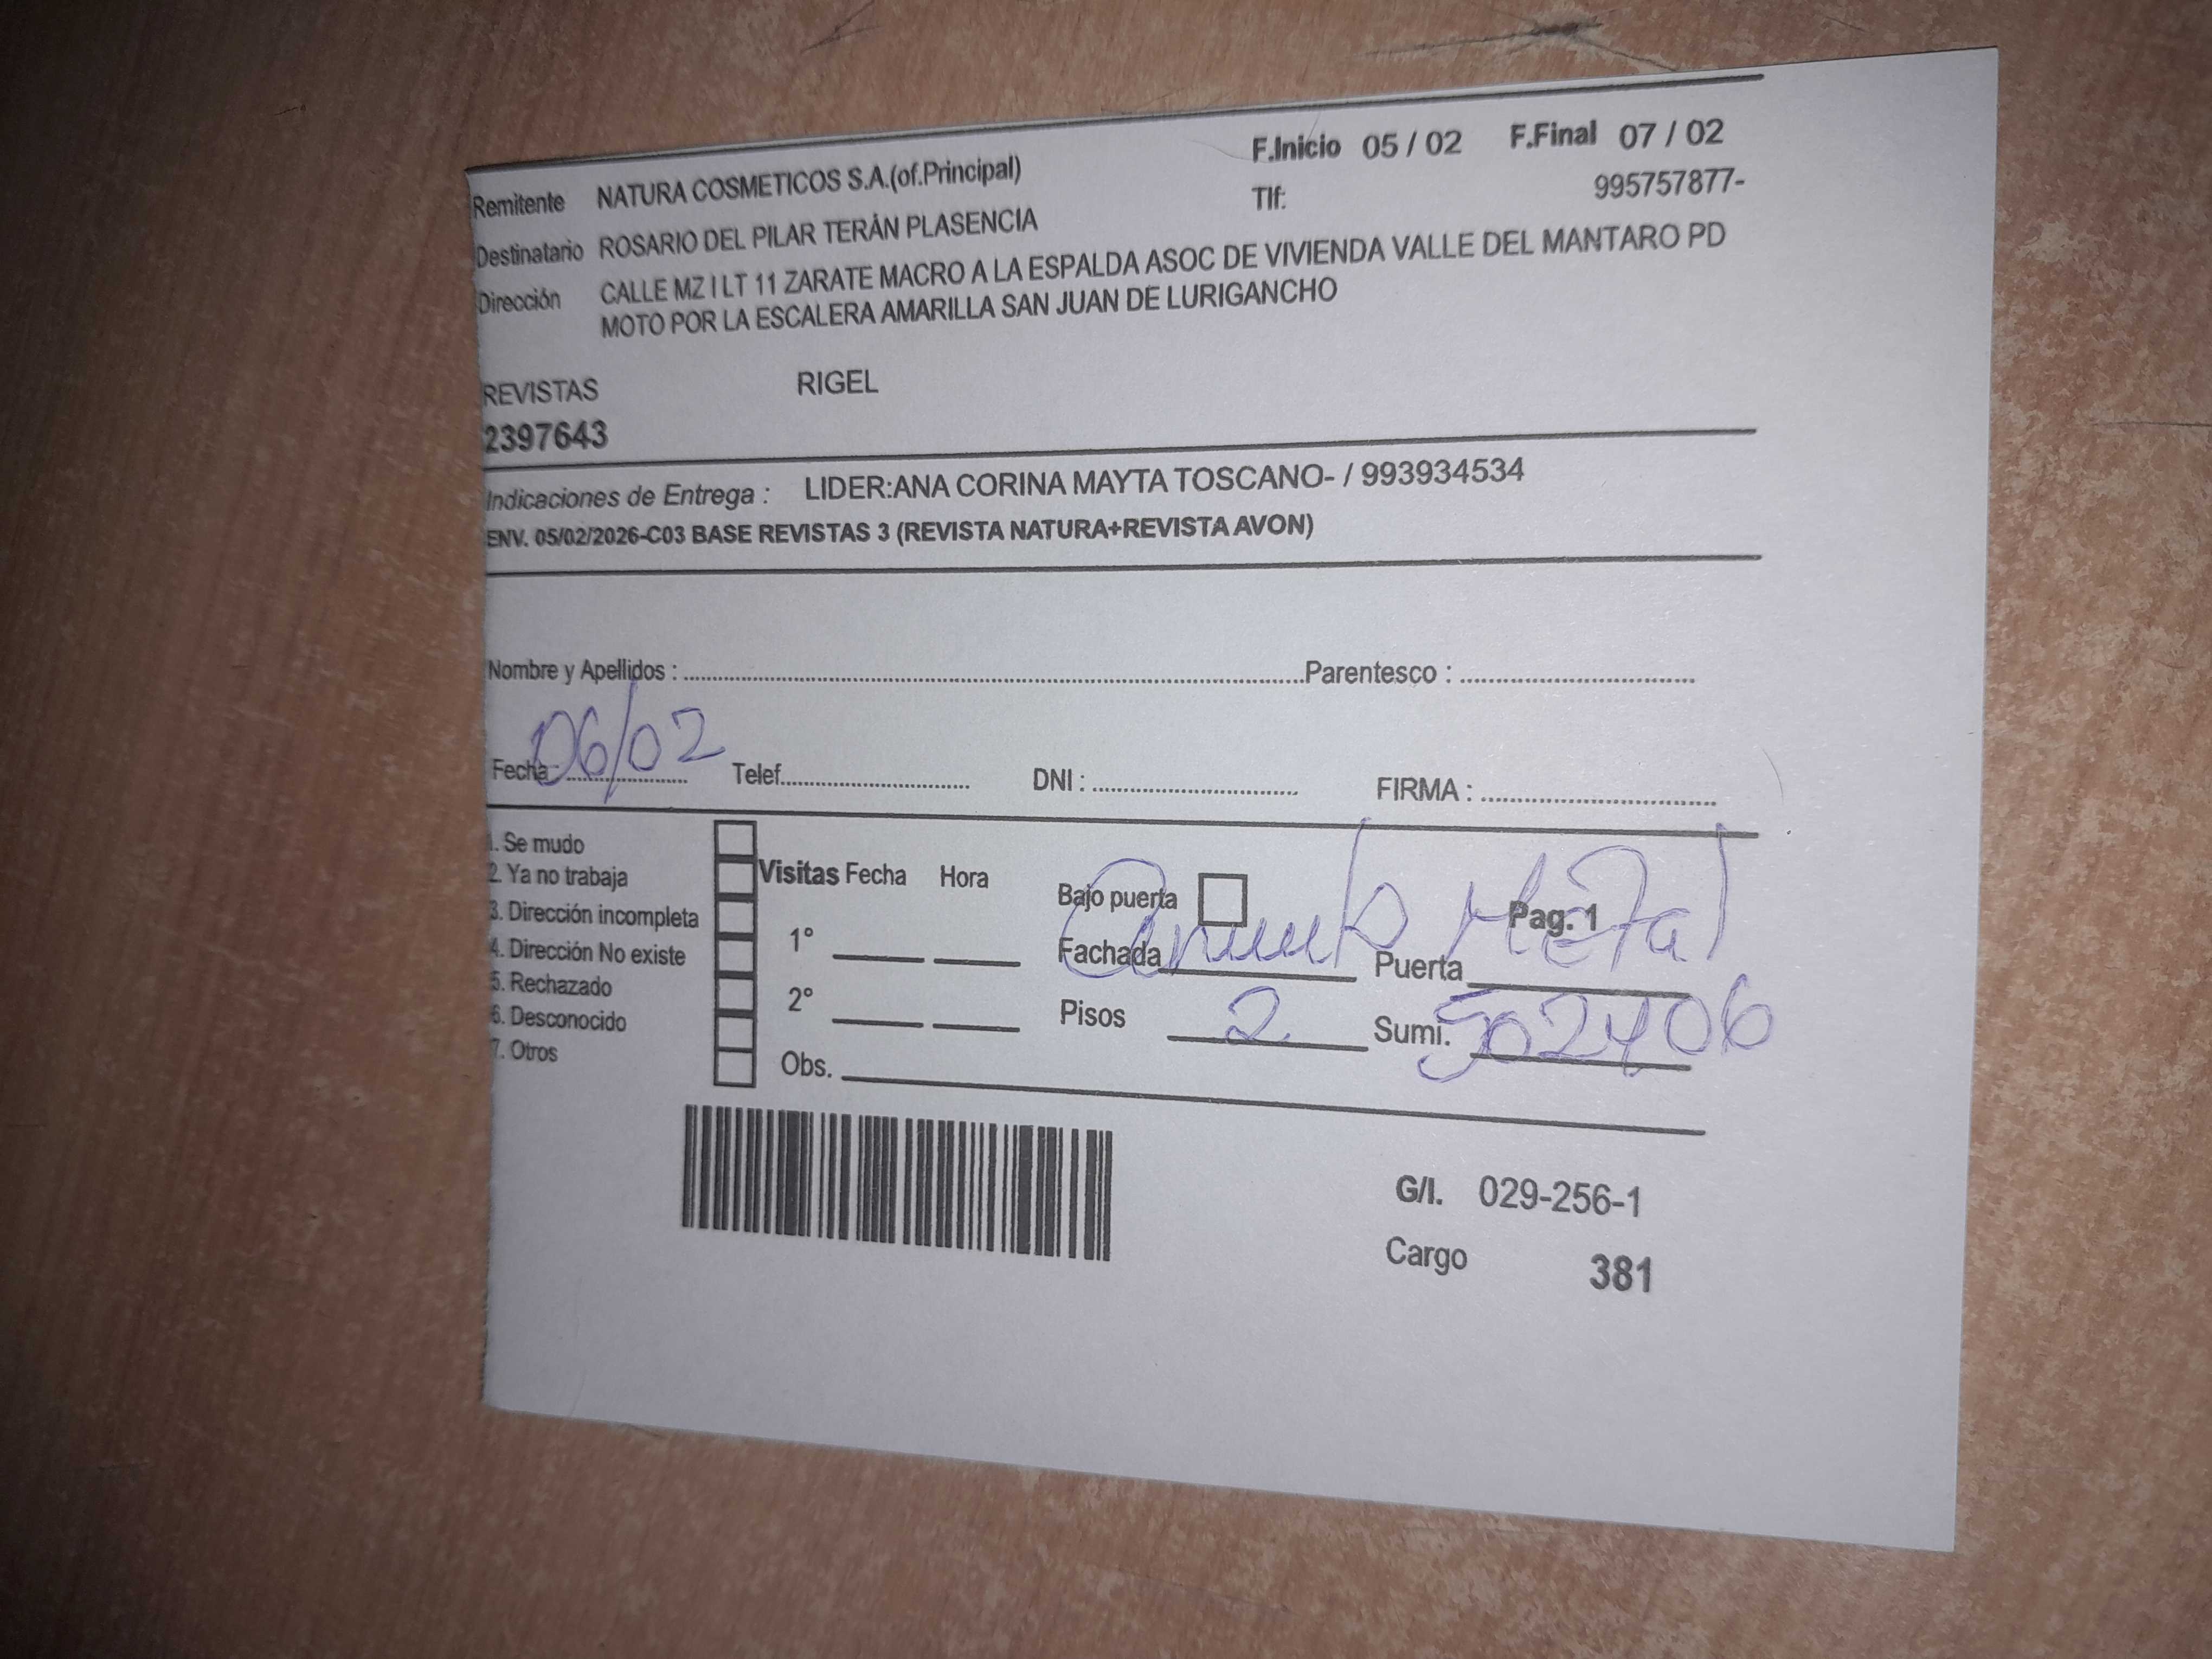 F.Inicio 05 / 02 F.Final 07 / 02
Remitente NATURA COSMETICOS S.A.(of.Principal)
Tlf: 995757877-
Destinatario ROSARIO DEL PILAR TERÁN PLASENCIA
Dirección CALLE MZ I LT 11 ZARATE MACRO A LA ESPALDA ASOC DE VIVIENDA VALLE DEL MANTARO PD
MOTO POR LA ESCALERA AMARILLA SAN JUAN DE LURIGANCHO
REVISTAS RIGEL
2397643
Indicaciones de Entrega : LIDER:ANA CORINA MAYTA TOSCANO- / 993934534
ENV. 05/02/2026-C03 BASE REVISTAS 3 (REVISTA NATURA+REVISTA AVON)
Nombre y Apellidos : Parentesco :
Fecha : 06/02 Telef. DNI : FIRMA :
1. Se mudo
2. Ya no trabaja
3. Dirección incompleta
4. Dirección No existe
5. Rechazado
6. Desconocido
7. Otros
Visitas Fecha Hora
1°
2°
Obs.
Bajo puerta Pag. 1
Fachada Puerta Metal
Pisos 2 Sumi. 502406
G/I. 029-256-1
Cargo 381